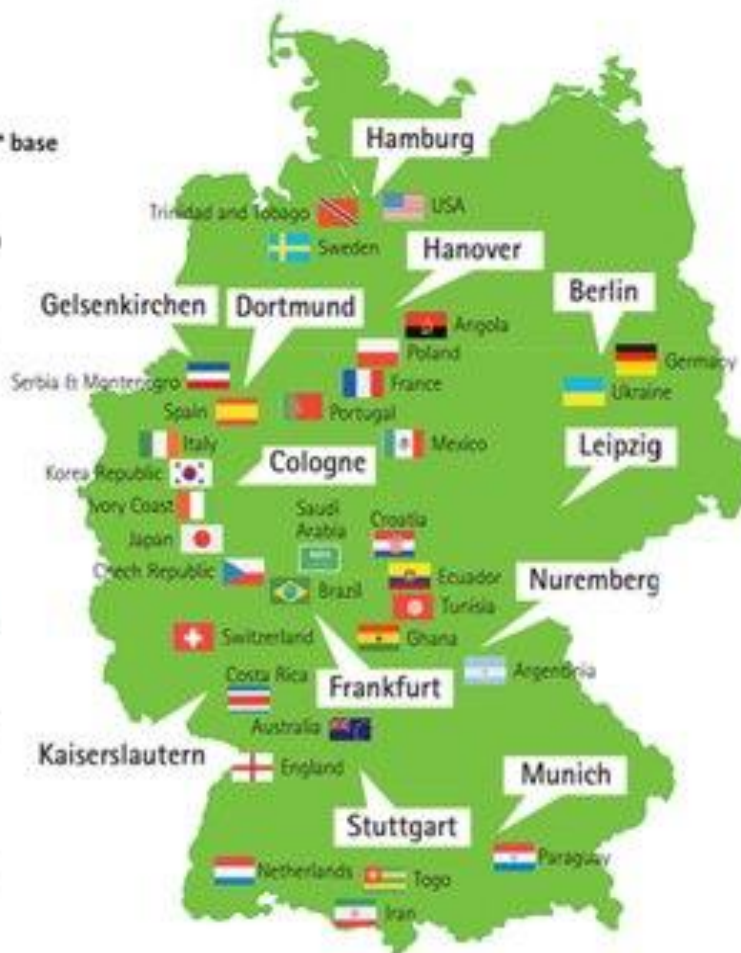 base
Hamburg
Trinidad and Tobago
USA
Sweden
Hanover
Gelsenkirchen
Dortmund
Berlin
Angola
Poland
Germany
Serbia & Montenegro
France
Ukraine
Spain
Portugal
Italy
Mexico
Leipzig
Korea Republic
Cologne
Ivory Coast
Saudi
Arabia
Croatia
Japan
Czech Republic
Ecuador
Nuremberg
Brazil
Tunisia
Switzerland
Ghana
Costa Rica
Frankfurt
Argentinia
Australia
Kaiserslautern
England
Munich
Stuttgart
Paraguay
Netherlands
Togo
Iran